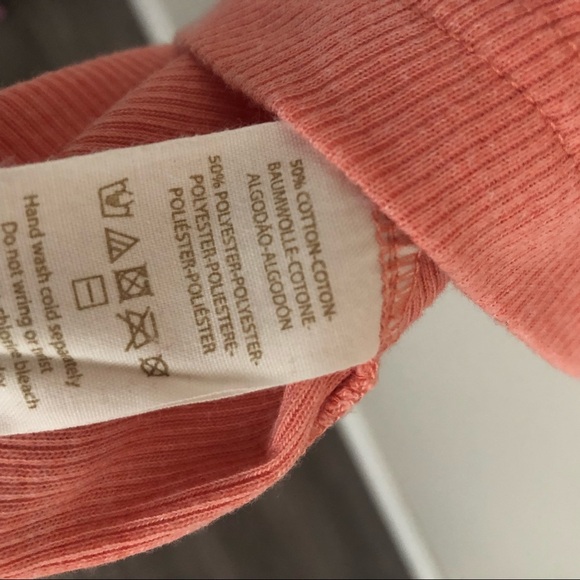 50% COTTON-COTON-
BAUMWOLLE-COTONE-
ALGODÃO-ALGODÓN
50% POLYESTER-POLYESTER-
POLYESTER-POLIESTERE-
POLIÉSTER-POLIÉSTER
Hand wash cold separately
Do not wring or twist
chlorine bleach